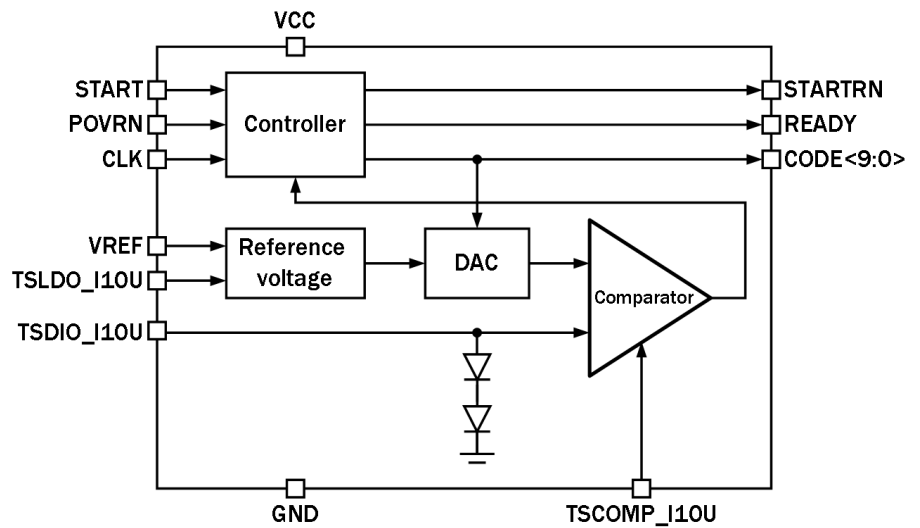 VCC
START
POVRN
CLK
Controller
STARTRN
READY
CODE<9:0>
VREF
TSLDO_I10U
TSDIO_I10U
Reference
voltage
DAC
Comparator
GND
TSCOMP_I10U